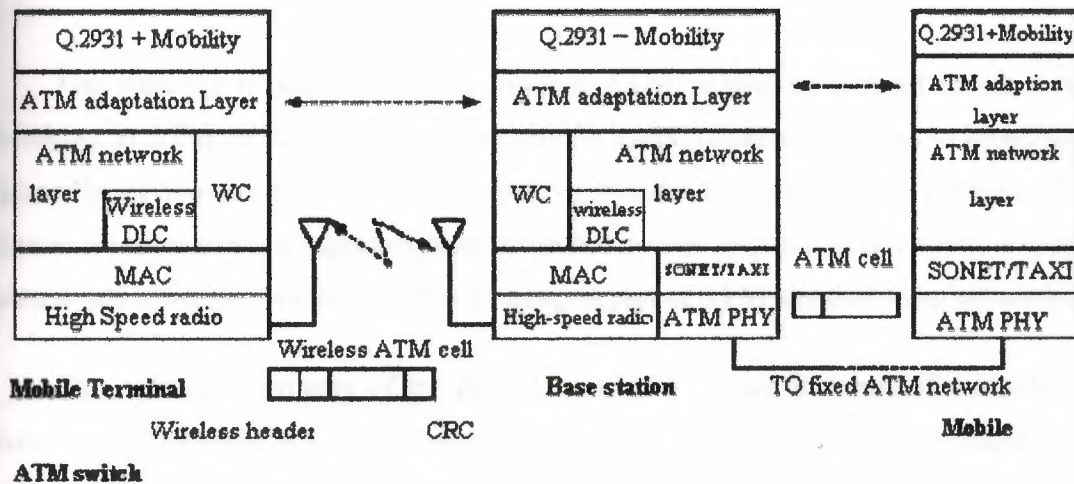 Q.2931 + Mobility
ATM adaptation Layer
ATM network
layer
WC
Wireless
DLC
MAC
High Speed radio
Mobile Terminal
Wireless ATM cell
Wireless header
CRC
ATM switch
Q.2931 – Mobility
ATM adaptation Layer
WC
ATM network
layer
wireless
DLC
MAC
SONET/TAXI
High-speed radio
ATM PHY
Base station
ATM cell
TO fixed ATM network
Q.2931+Mobility
ATM adaption
layer
ATM network
layer
SONET/TAXI
ATM PHY
Mobile